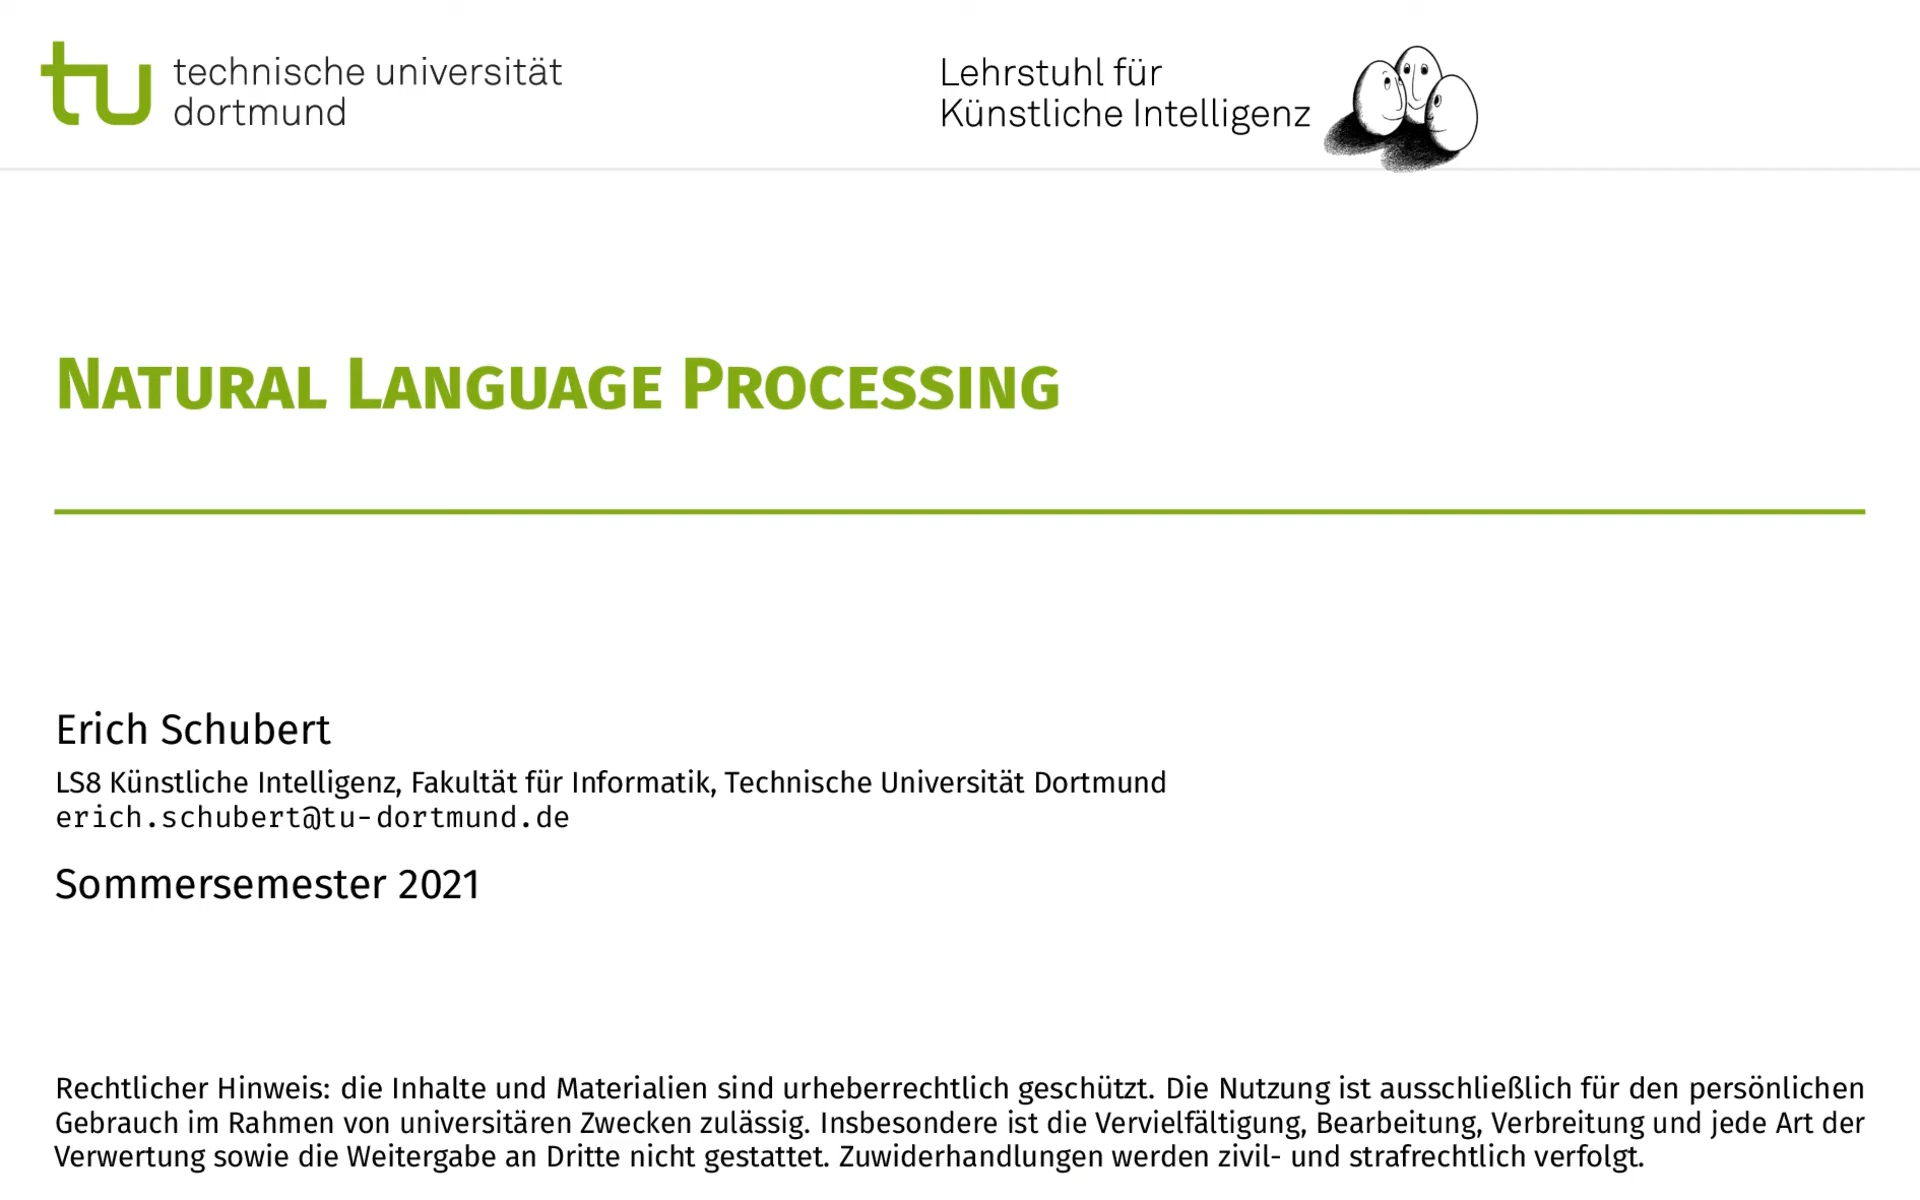 tu technische universität
dortmund
Lehrstuhl für
Künstliche Intelligenz
NATURAL LANGUAGE PROCESSING
Erich Schubert
LS8 Künstliche Intelligenz, Fakultät für Informatik, Technische Universität Dortmund
erich.schubert@tu-dortmund.de
Sommersemester 2021
Rechtlicher Hinweis: die Inhalte und Materialien sind urheberrechtlich geschützt. Die Nutzung ist ausschließlich für den persönlichen
Gebrauch im Rahmen von universitären Zwecken zulässig. Insbesondere ist die Vervielfältigung, Bearbeitung, Verbreitung und jede Art der
Verwertung sowie die Weitergabe an Dritte nicht gestattet. Zuwiderhandlungen werden zivil- und strafrechtlich verfolgt.